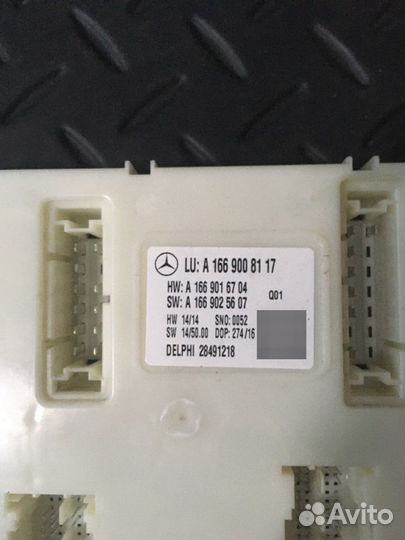 LU: A 166 900 81 17
HW: A 166 901 67 04
SW: A 166 902 56 07 Q01
HW 14/14 SNO:0052
SW 14/50.00 DOP: 274/16
DELPHI 28491218
Avito